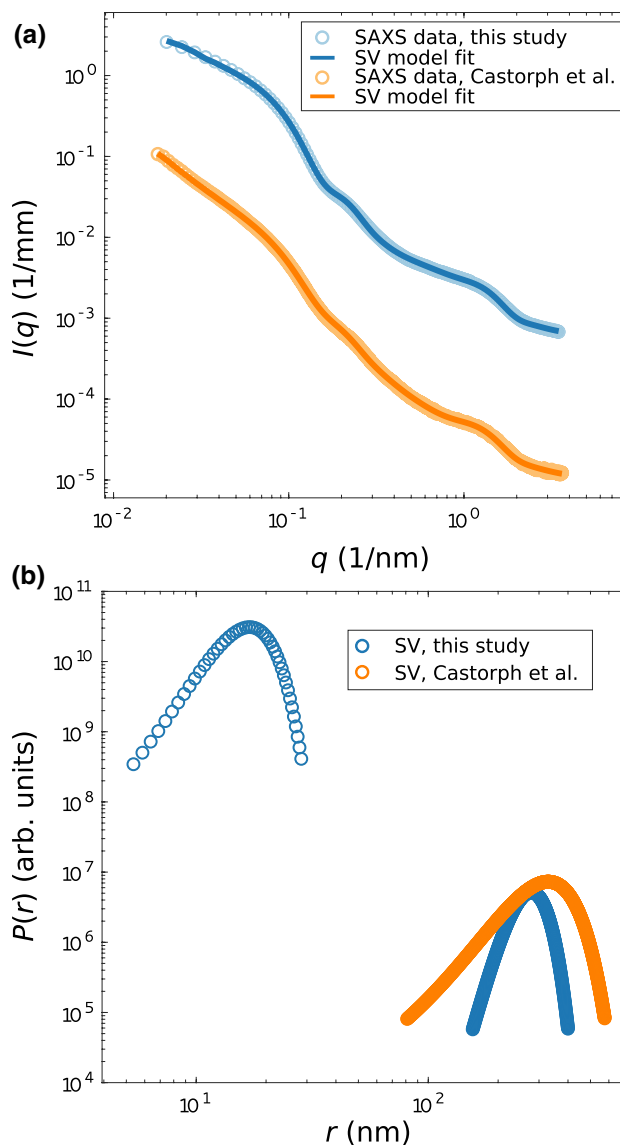 (a)
SAXS data, this study
SV model fit
SAXS data, Castorph et al.
SV model fit
I(q) (1/mm)
10^0
10^-1
10^-2
10^-3
10^-4
10^-5
10^-2
10^-1
10^0
q (1/nm)
(b)
SV, this study
SV, Castorph et al.
P(r) (arb. units)
10^11
10^10
10^9
10^8
10^7
10^6
10^5
10^4
10^1
10^2
r (nm)